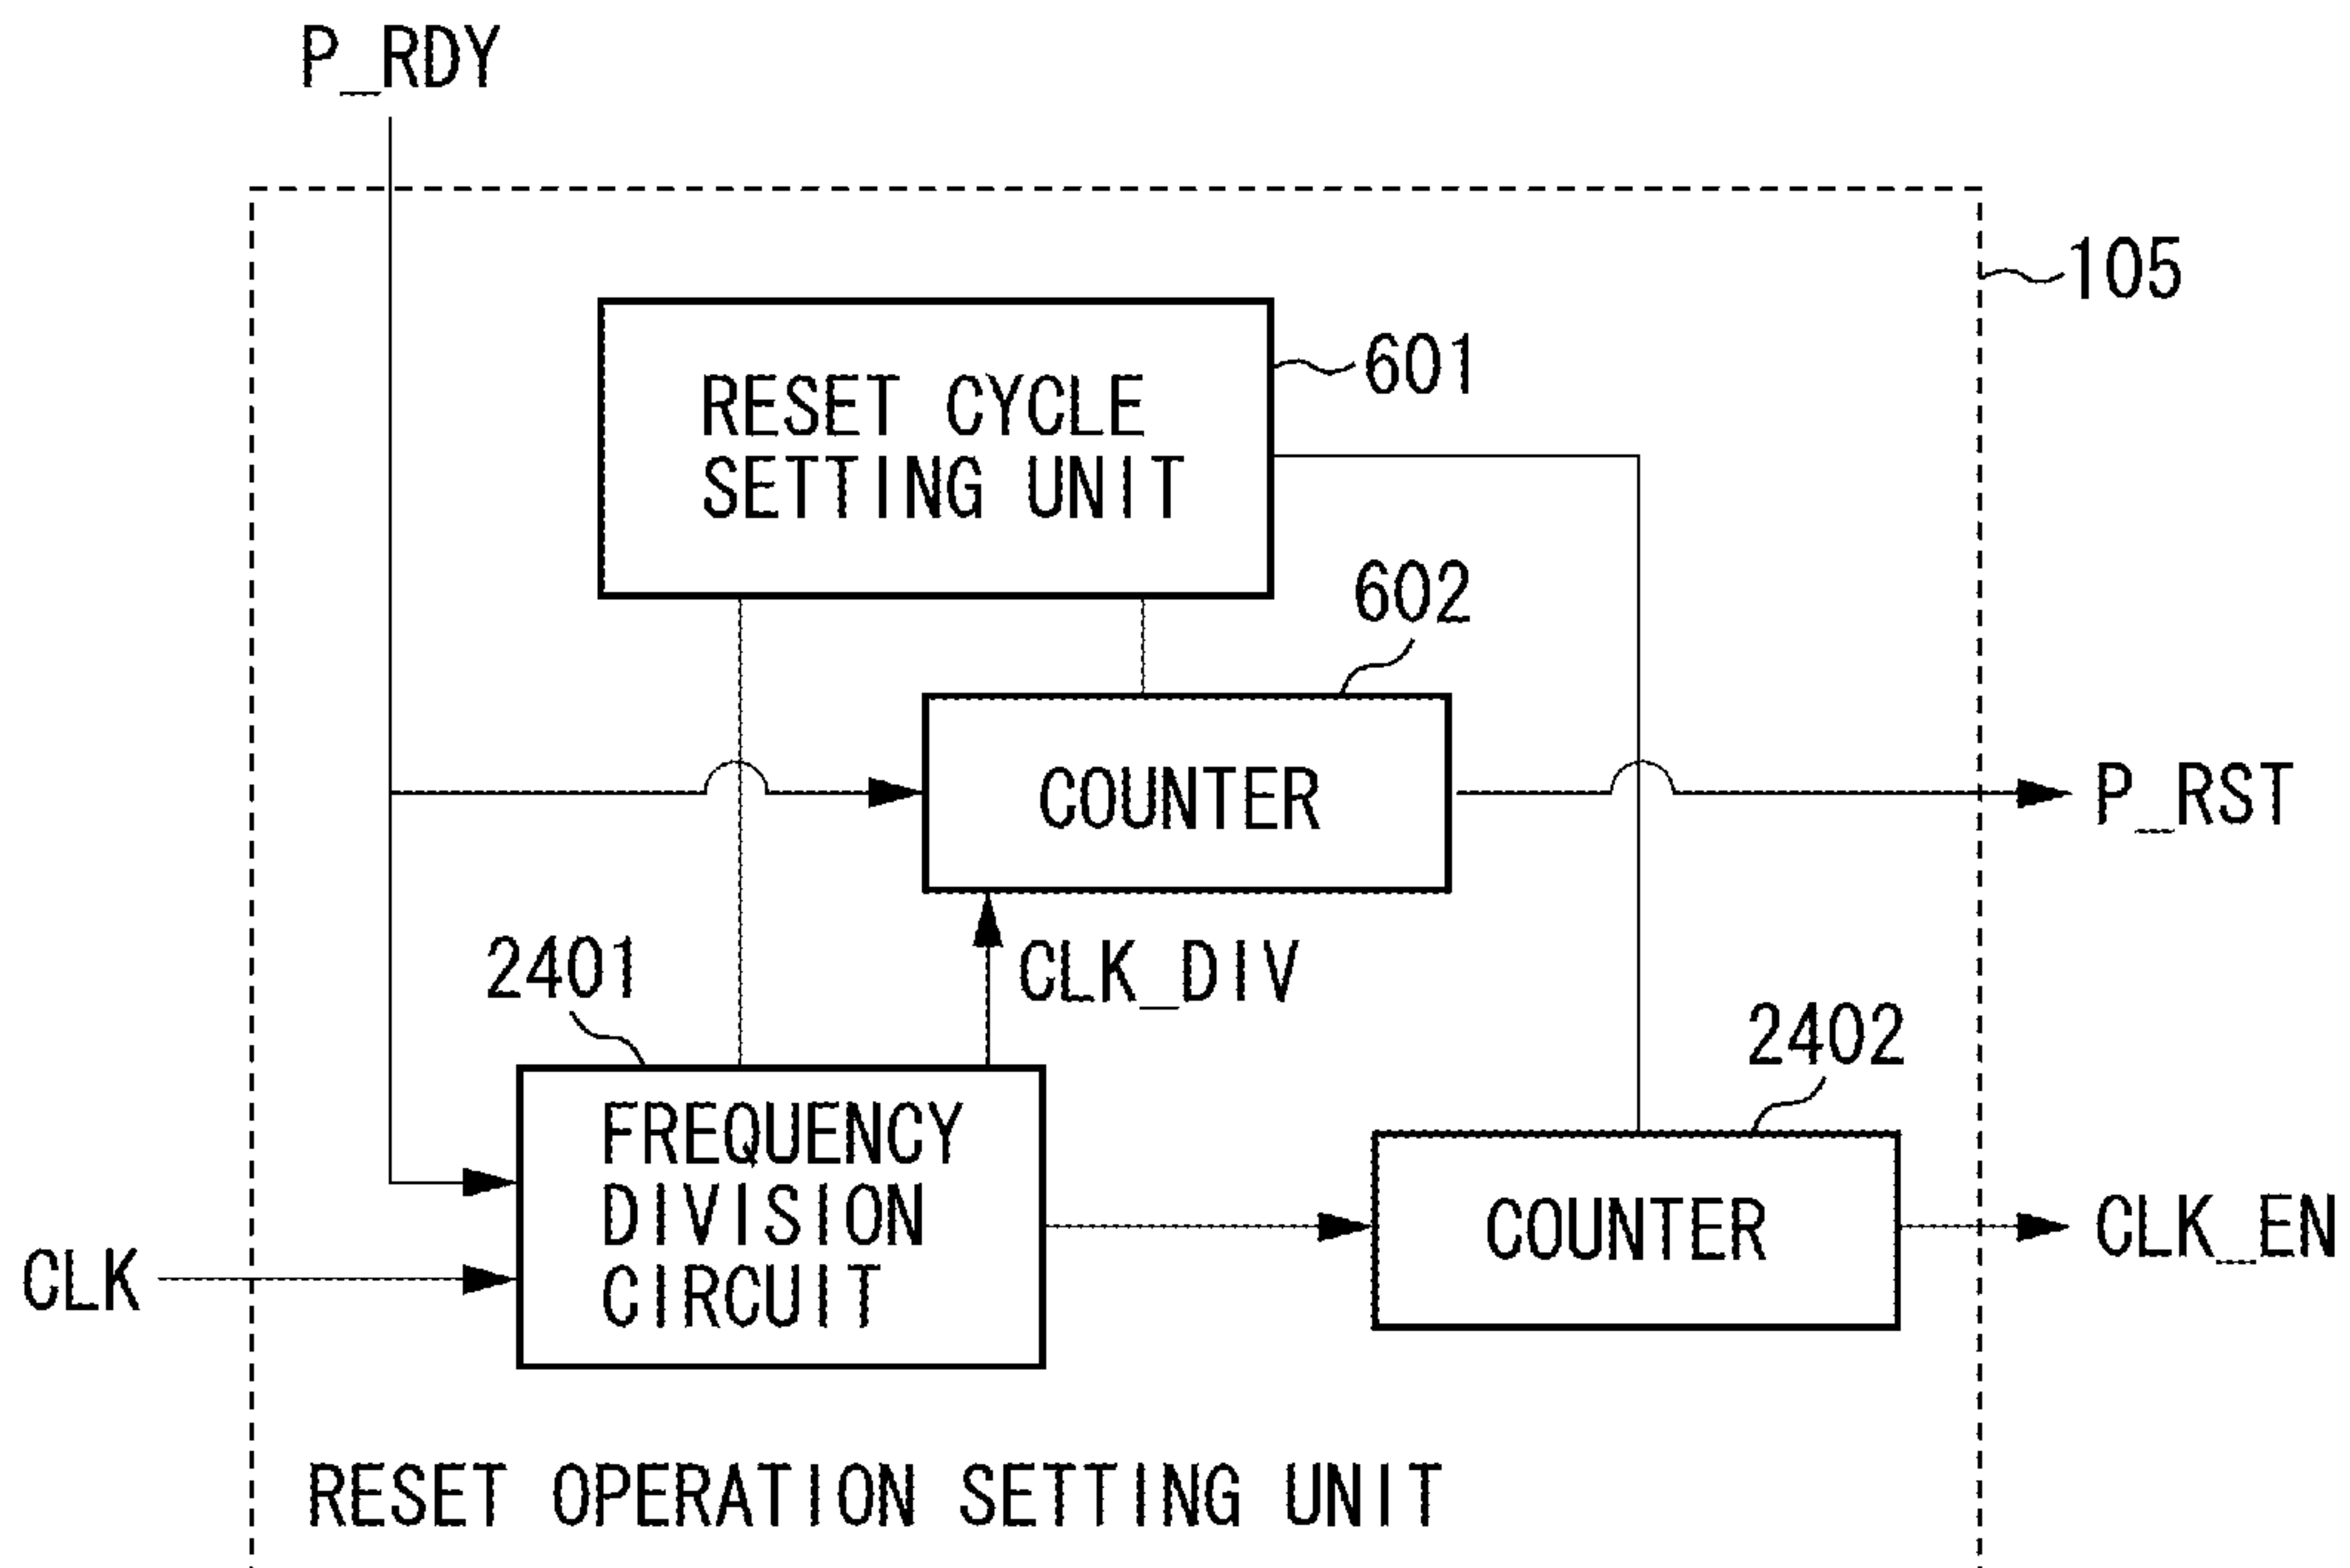 P_RDY
105
RESET CYCLE
SETTING UNIT
601
602
COUNTER
P_RST
2401
CLK_DIV
2402
FREQUENCY
DIVISION
CIRCUIT
COUNTER
CLK_EN
CLK
RESET OPERATION SETTING UNIT